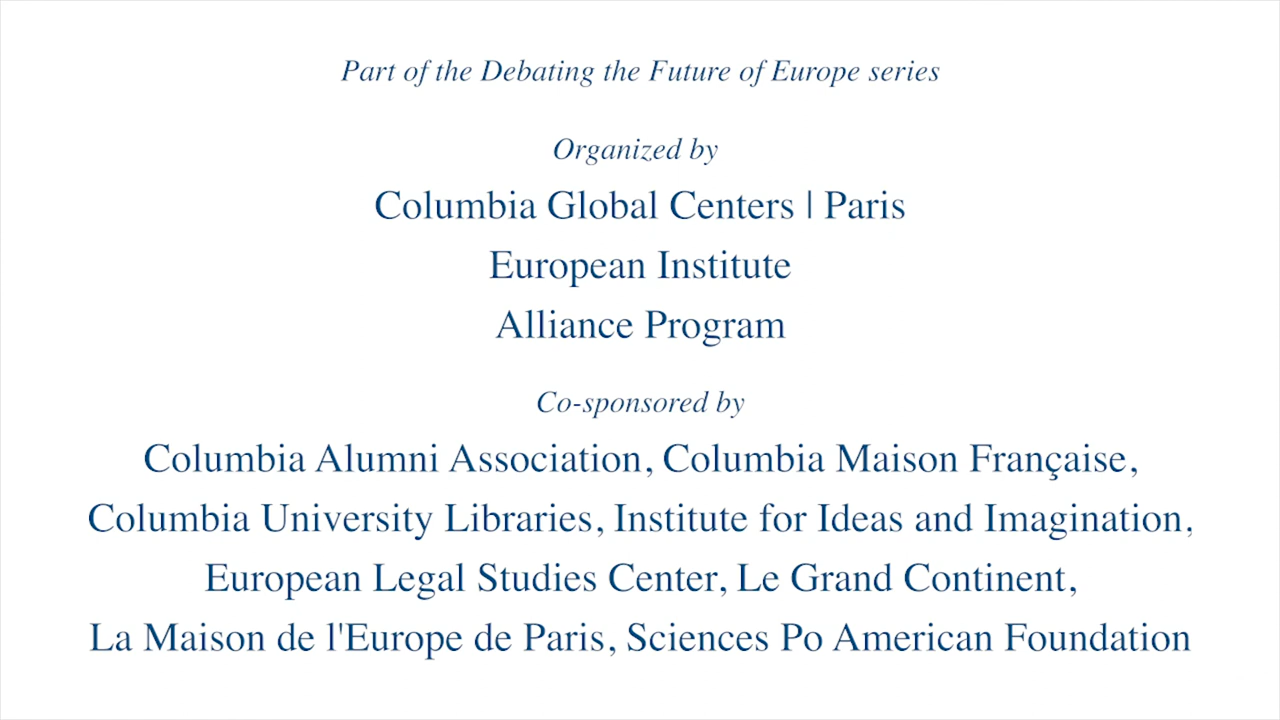 Part of the Debating the Future of Europe series
Organized by
Columbia Global Centers | Paris
European Institute
Alliance Program
Co-sponsored by
Columbia Alumni Association, Columbia Maison Française,
Columbia University Libraries, Institute for Ideas and Imagination,
European Legal Studies Center, Le Grand Continent,
La Maison de l'Europe de Paris, Sciences Po American Foundation